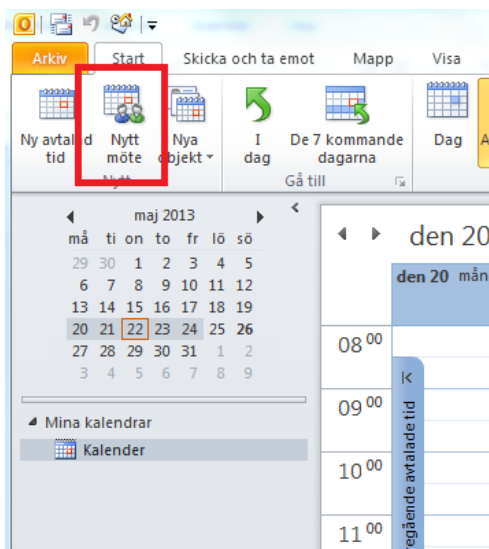 Arkiv Start Skicka och ta emot Mapp Visa
Ny avtalad tid
Nytt möte
Nya objekt
I dag
De 7 kommande dagarna
Dag
Gå till
maj 2013
må ti on to fr lö sö
29 30 1 2 3 4 5
6 7 8 9 10 11 12
13 14 15 16 17 18 19
20 21 22 23 24 25 26
27 28 29 30 31 1 2
3 4 5 6 7 8 9
Mina kalendrar
Kalender
den 20
den 20 mån
08 00
09 00
10 00
11 00
avtalade tid